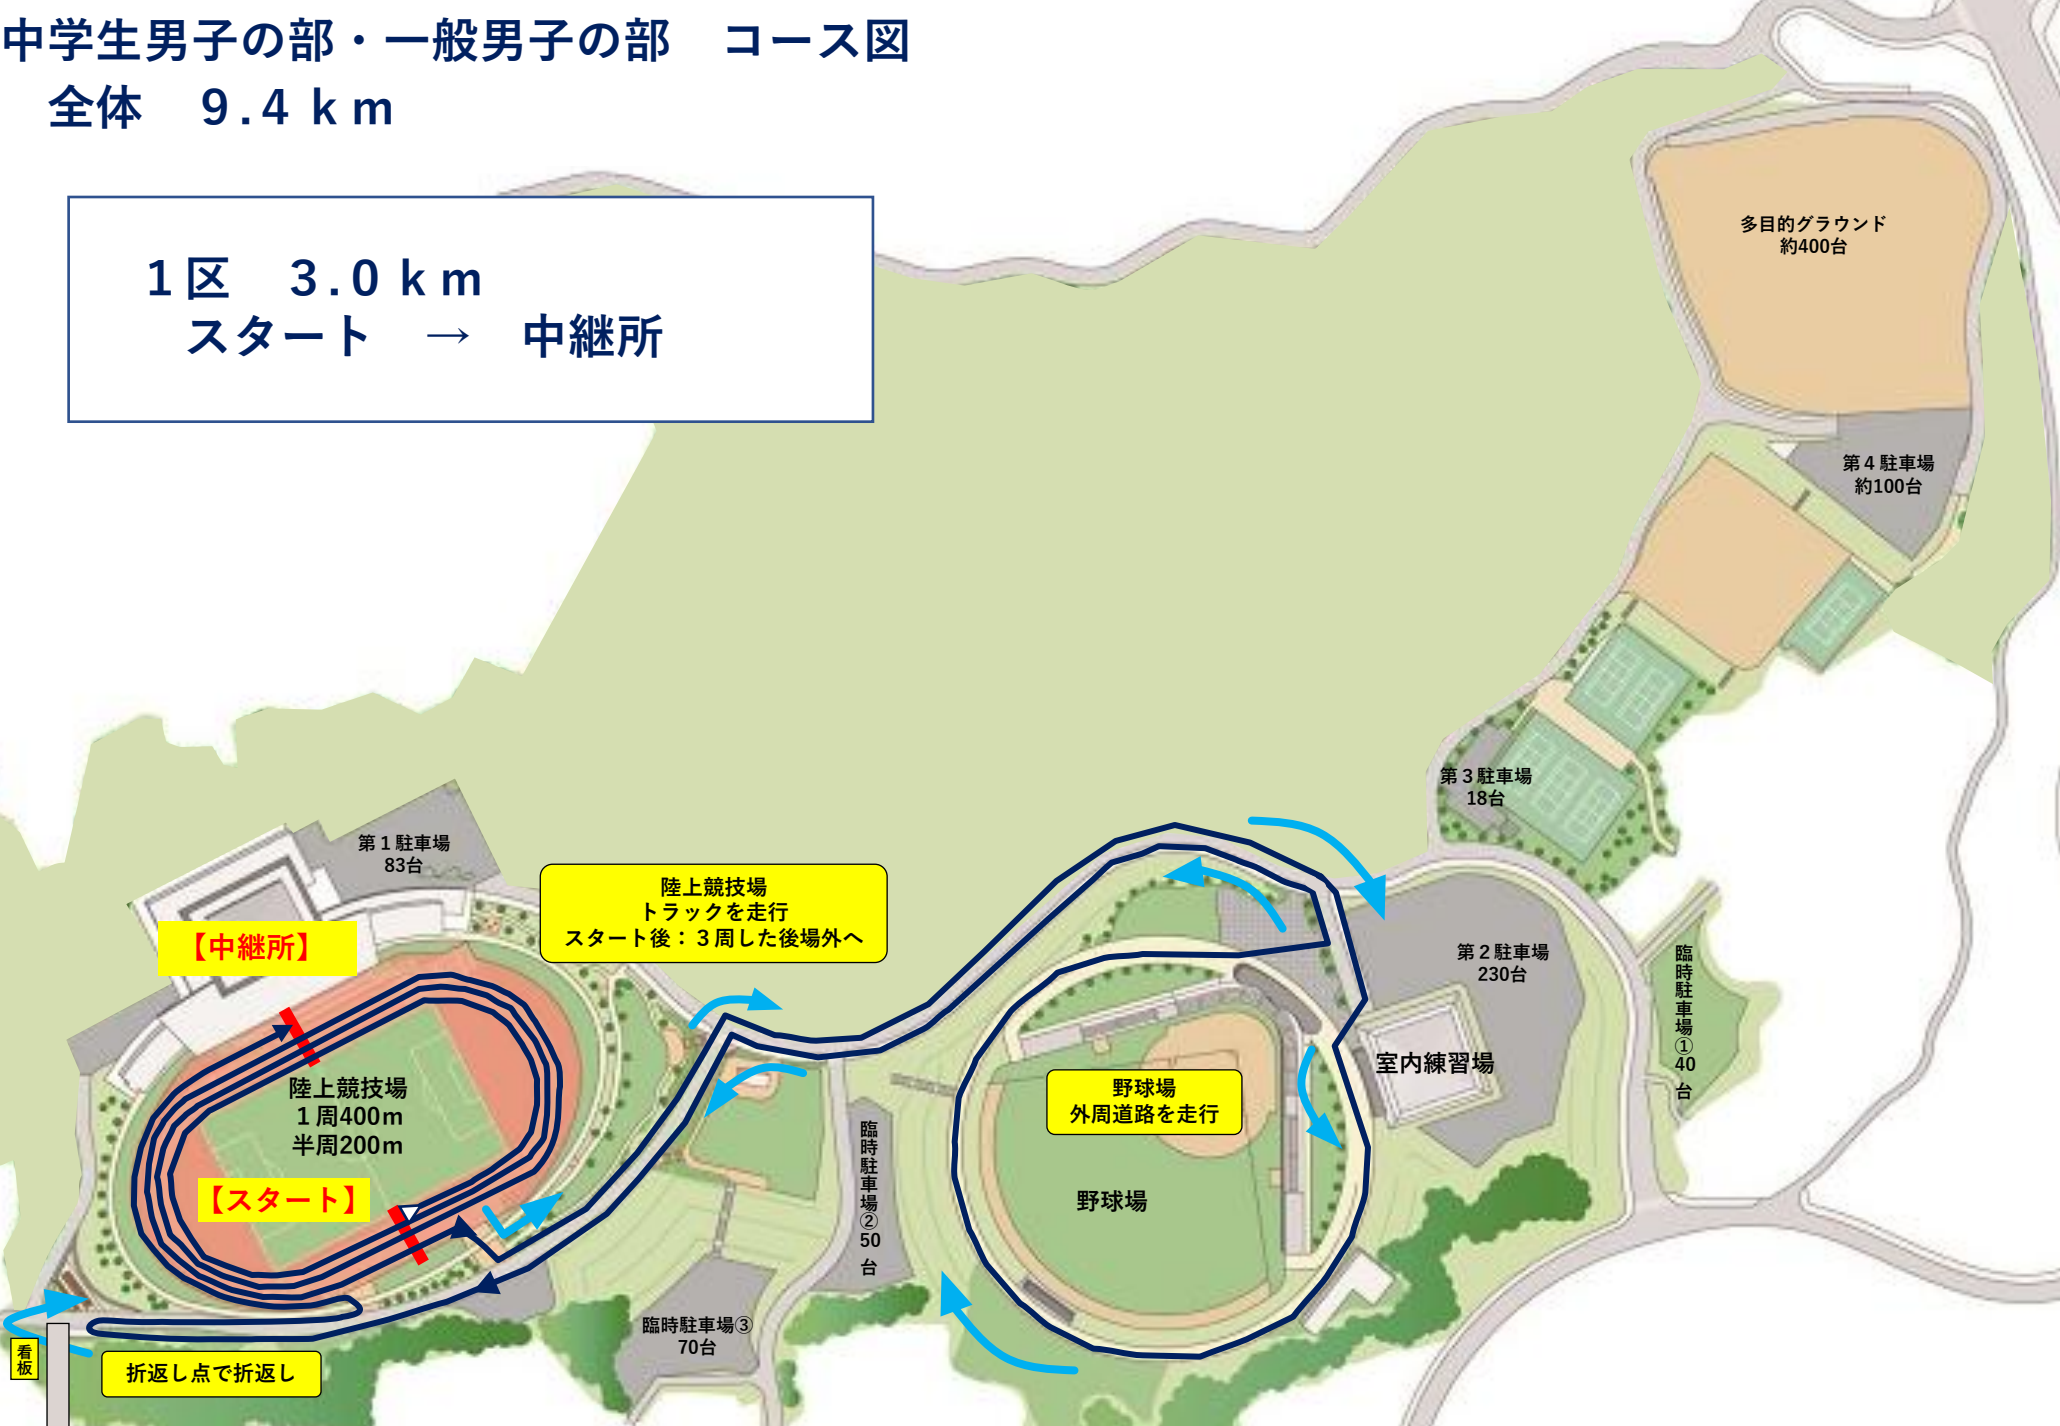 中学生男子の部・一般男子の部　コース図
全体　9.4ｋｍ
１区　3.0ｋｍ
スタート　→　中継所
多目的グラウンド
約400台
第４駐車場
約100台
第３駐車場
18台
第１駐車場
83台
陸上競技場
トラックを走行
スタート後：３周した後場外へ
【中継所】
第２駐車場
230台
臨時駐車場①40台
室内練習場
陸上競技場
１周400ｍ
半周200ｍ
野球場
外周道路を走行
【スタート】
臨時駐車場②50台
野球場
臨時駐車場③
70台
看板
折返し点で折返し